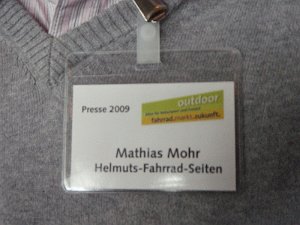 outdoor
Presse 2009
fahrrad.markt.zukunft.
Mathias Mohr
Helmuts-Fahrrad-Seiten